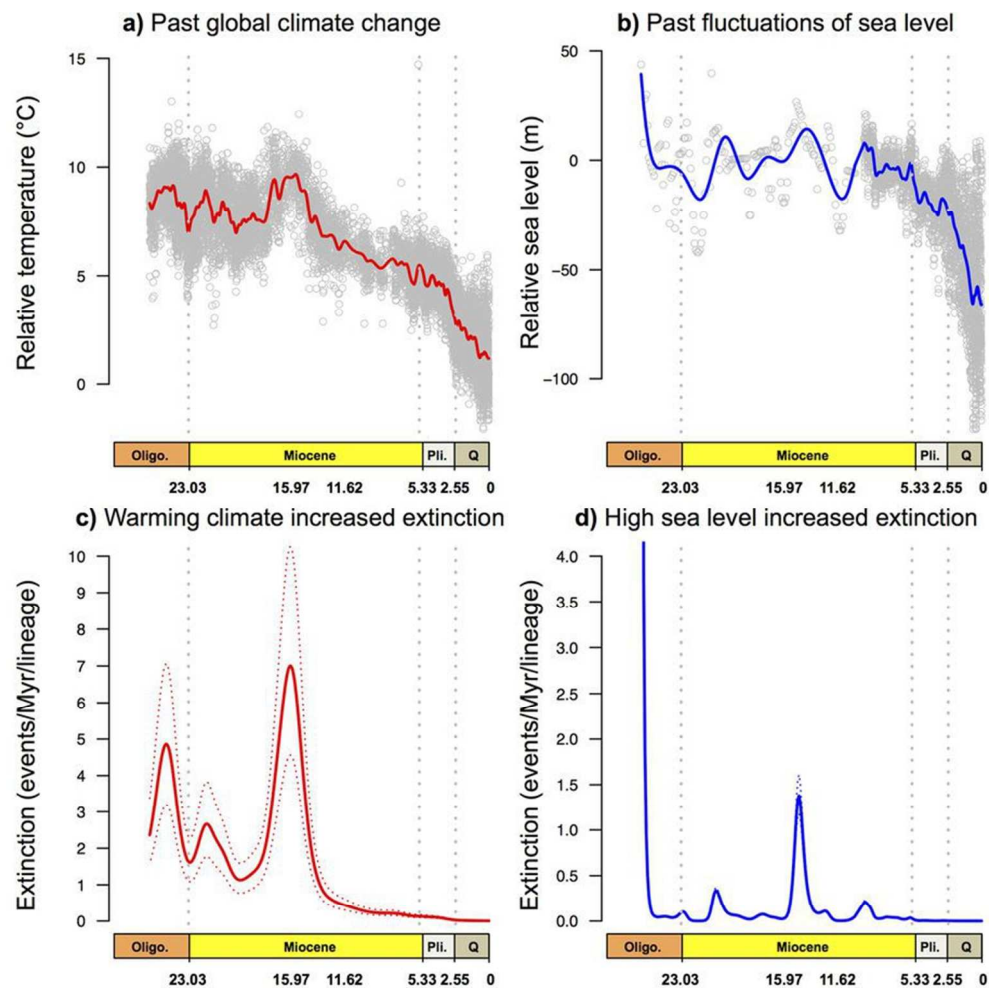 a) Past global climate change
b) Past fluctuations of sea level
Relative temperature (°C)
15
10
5
0
Oligo. Miocene Pli. Q
23.03 15.97 11.62 5.33 2.55 0
Relative sea level (m)
50
0
−50
−100
Oligo. Miocene Pli. Q
23.03 15.97 11.62 5.33 2.55 0
c) Warming climate increased extinction
d) High sea level increased extinction
Extinction (events/Myr/lineage)
10
9
8
7
6
5
4
3
2
1
0
Oligo. Miocene Pli. Q
23.03 15.97 11.62 5.33 2.55 0
Extinction (events/Myr/lineage)
4.0
3.5
3.0
2.5
2.0
1.5
1.0
0.5
0.0
Oligo. Miocene Pli. Q
23.03 15.97 11.62 5.33 2.55 0